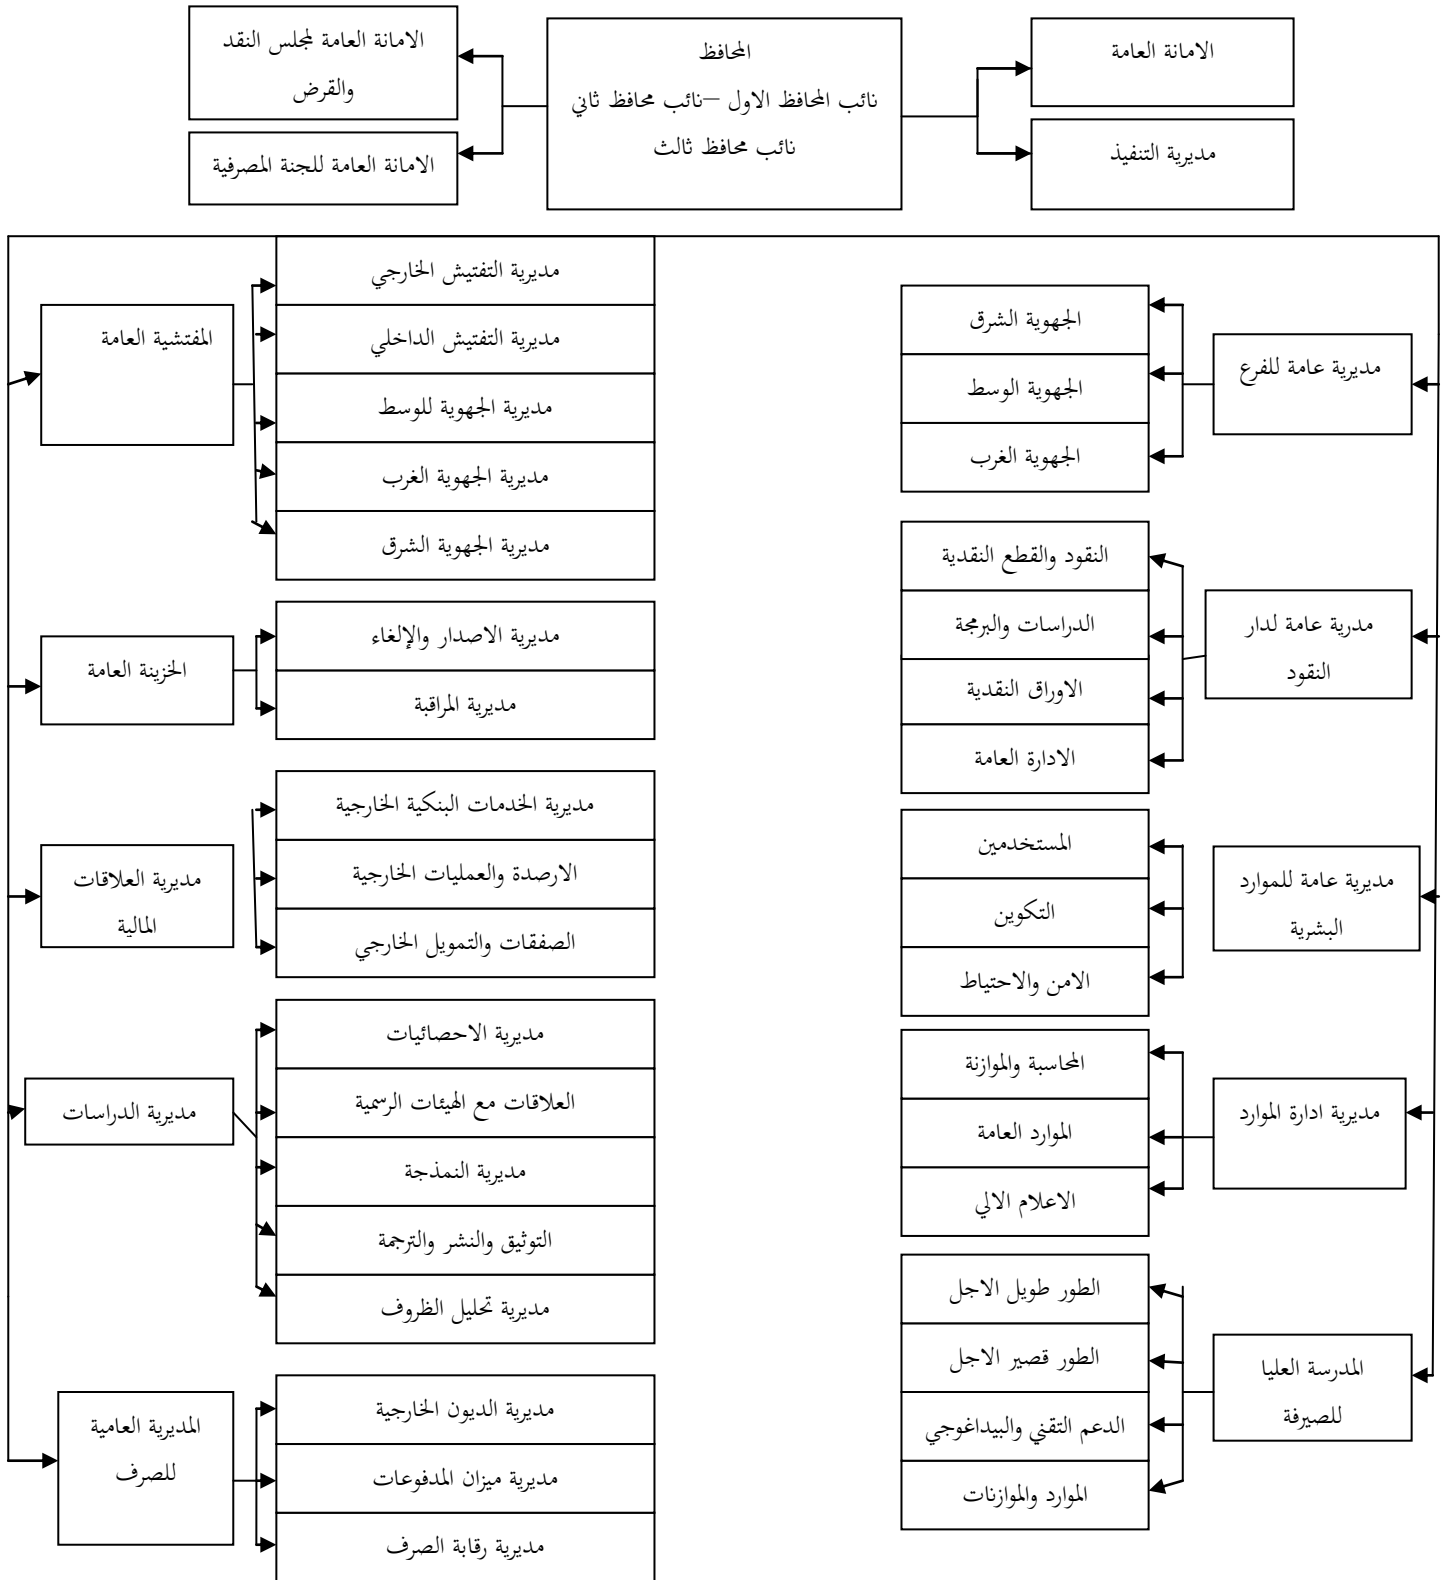 الامانة العامة
مديرية التنفيذ
المحافظ
نائب المحافظ الاول –نائب محافظ ثاني
نائب محافظ ثالث
الامانة العامة لمجلس النقد
والقرض
الامانة العامة للجنة المصرفية
مديرية عامة للفرع
الجهوية الشرق
الجهوية الوسط
الجهوية الغرب
مدرية عامة لدار
النقود
النقود والقطع النقدية
الدراسات والبرمجة
الاوراق النقدية
الادارة العامة
مديرية عامة للموارد
البشرية
المستخدمين
التكوين
الامن والاحتياط
مديرية ادارة الموارد
المحاسبة والموازنة
الموارد العامة
الاعلام الالي
المدرسة العليا
للصيرفة
الطور طويل الاجل
الطور قصير الاجل
الدعم التقني والبيداغوجي
الموارد والموازنات
المفتشية العامة
مديرية التفتيش الخارجي
مديرية التفتيش الداخلي
مديرية الجهوية للوسط
مديرية الجهوية الغرب
مديرية الجهوية الشرق
الخزينة العامة
مديرية الاصدار والإلغاء
مديرية المراقبة
مديرية العلاقات
المالية
مديرية الخدمات البنكية الخارجية
الارصدة والعمليات الخارجية
الصفقات والتمويل الخارجي
مديرية الدراسات
مديرية الاحصائيات
العلاقات مع الهيئات الرسمية
مديرية النمذجة
التوثيق والنشر والترجمة
مديرية تحليل الظروف
المديرية العامية
للصرف
مديرية الديون الخارجية
مديرية ميزان المدفوعات
مديرية رقابة الصرف